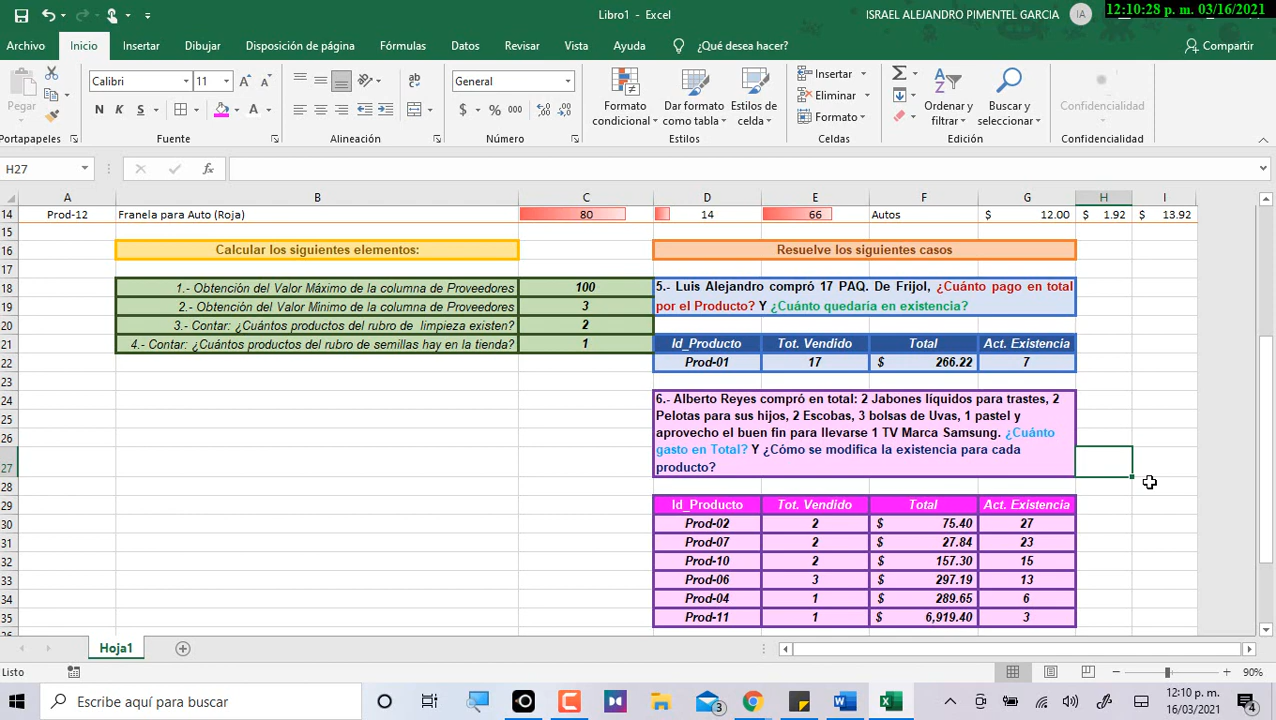 Libro1 - Excel
ISRAEL ALEJANDRO PIMENTEL GARCIA
IA
12:10:28 p. m. 03/16/2021
Archivo
Inicio
Insertar
Dibujar
Disposición de página
Fórmulas
Datos
Revisar
Vista
Ayuda
¿Qué desea hacer?
Compartir
Pegar
Calibri
11
General
Insertar
Eliminar
Formato
Formato condicional
Dar formato como tabla
Estilos de celda
Ordenar y filtrar
Buscar y seleccionar
Confidencialidad
Portapapeles
Fuente
Alineación
Número
Estilos
Celdas
Edición
Confidencialidad
H27
A B C D E F G H I
14 Prod-12 Franela para Auto (Roja) 80 14 66 Autos $ 12.00 $ 1.92 $ 13.92
15
16 Calcular los siguientes elementos: Resuelve los siguientes casos
17
18 1.- Obtención del Valor Máximo de la columna de Proveedores 100 5.- Luis Alejandro compró 17 PAQ. De Frijol, ¿Cuánto pago en total
19 2.- Obtención del Valor Mìnimo de la columna de Proveedores 3 por el Producto? Y ¿Cuánto quedaria en existencia?
20 3.- Contar: ¿Cuántos productos del rubro de limpieza existen? 2
21 4.- Contar: ¿Cuántos productos del rubro de semillas hay en la tienda? 1 Id_Producto Tot. Vendido Total Act. Existencia
22 Prod-01 17 $ 266.22 7
23
24 6.- Alberto Reyes compró en total: 2 Jabones líquidos para trastes, 2
25 Pelotas para sus hijos, 2 Escobas, 3 bolsas de Uvas, 1 pastel y
26 aprovecho el buen fin para llevarse 1 TV Marca Samsung. ¿Cuánto
gasto en Total? Y ¿Cómo se modifica la existencia para cada
27 producto?
28
29 Id_Producto Tot. Vendido Total Act. Existencia
30 Prod-02 2 $ 75.40 27
31 Prod-07 2 $ 27.84 23
32 Prod-10 2 $ 157.30 15
33 Prod-06 3 $ 297.19 13
34 Prod-04 1 $ 289.65 6
35 Prod-11 1 $ 6,919.40 3
Hoja1
Listo
90%
Escribe aquí para buscar
3
12:10 p. m.
16/03/2021
4